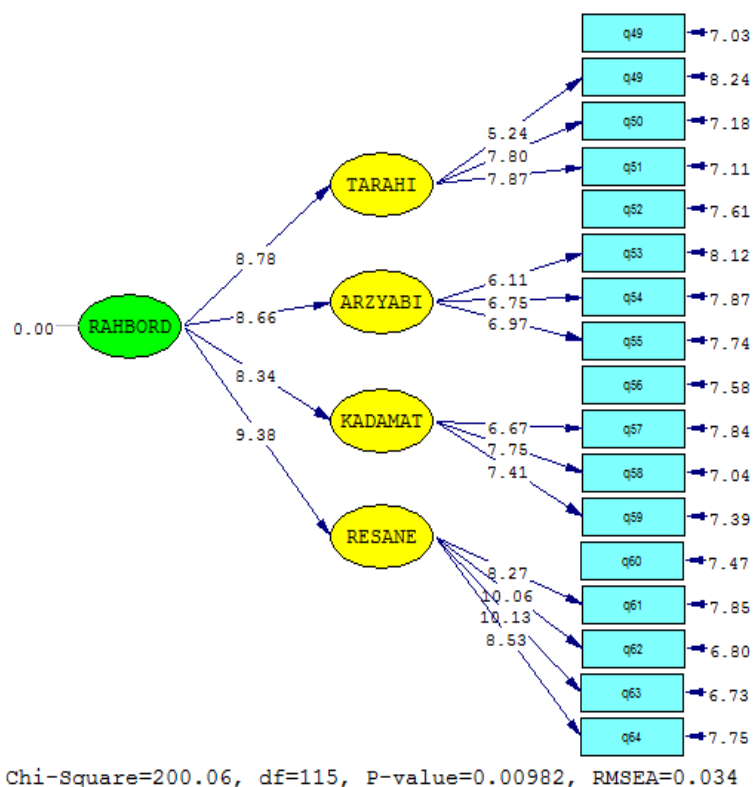 q49 7.03
q49 8.24
5.24
q50 7.18
7.80
TARAHI 7.87 q51 7.11
q52 7.61
8.78
q53 8.12
6.11
ARZYABI 6.75 q54 7.87
8.66
0.00 RAHBORD 6.97 q55 7.74
8.34
q56 7.58
KADAMAT 6.67 q57 7.84
9.38
7.75 q58 7.04
7.41
q59 7.39
RESANE
q60 7.47
8.27
10.06 q61 7.85
10.13
8.53 q62 6.80
q63 6.73
q64 7.75
Chi-Square=200.06, df=115, P-value=0.00982, RMSEA=0.034